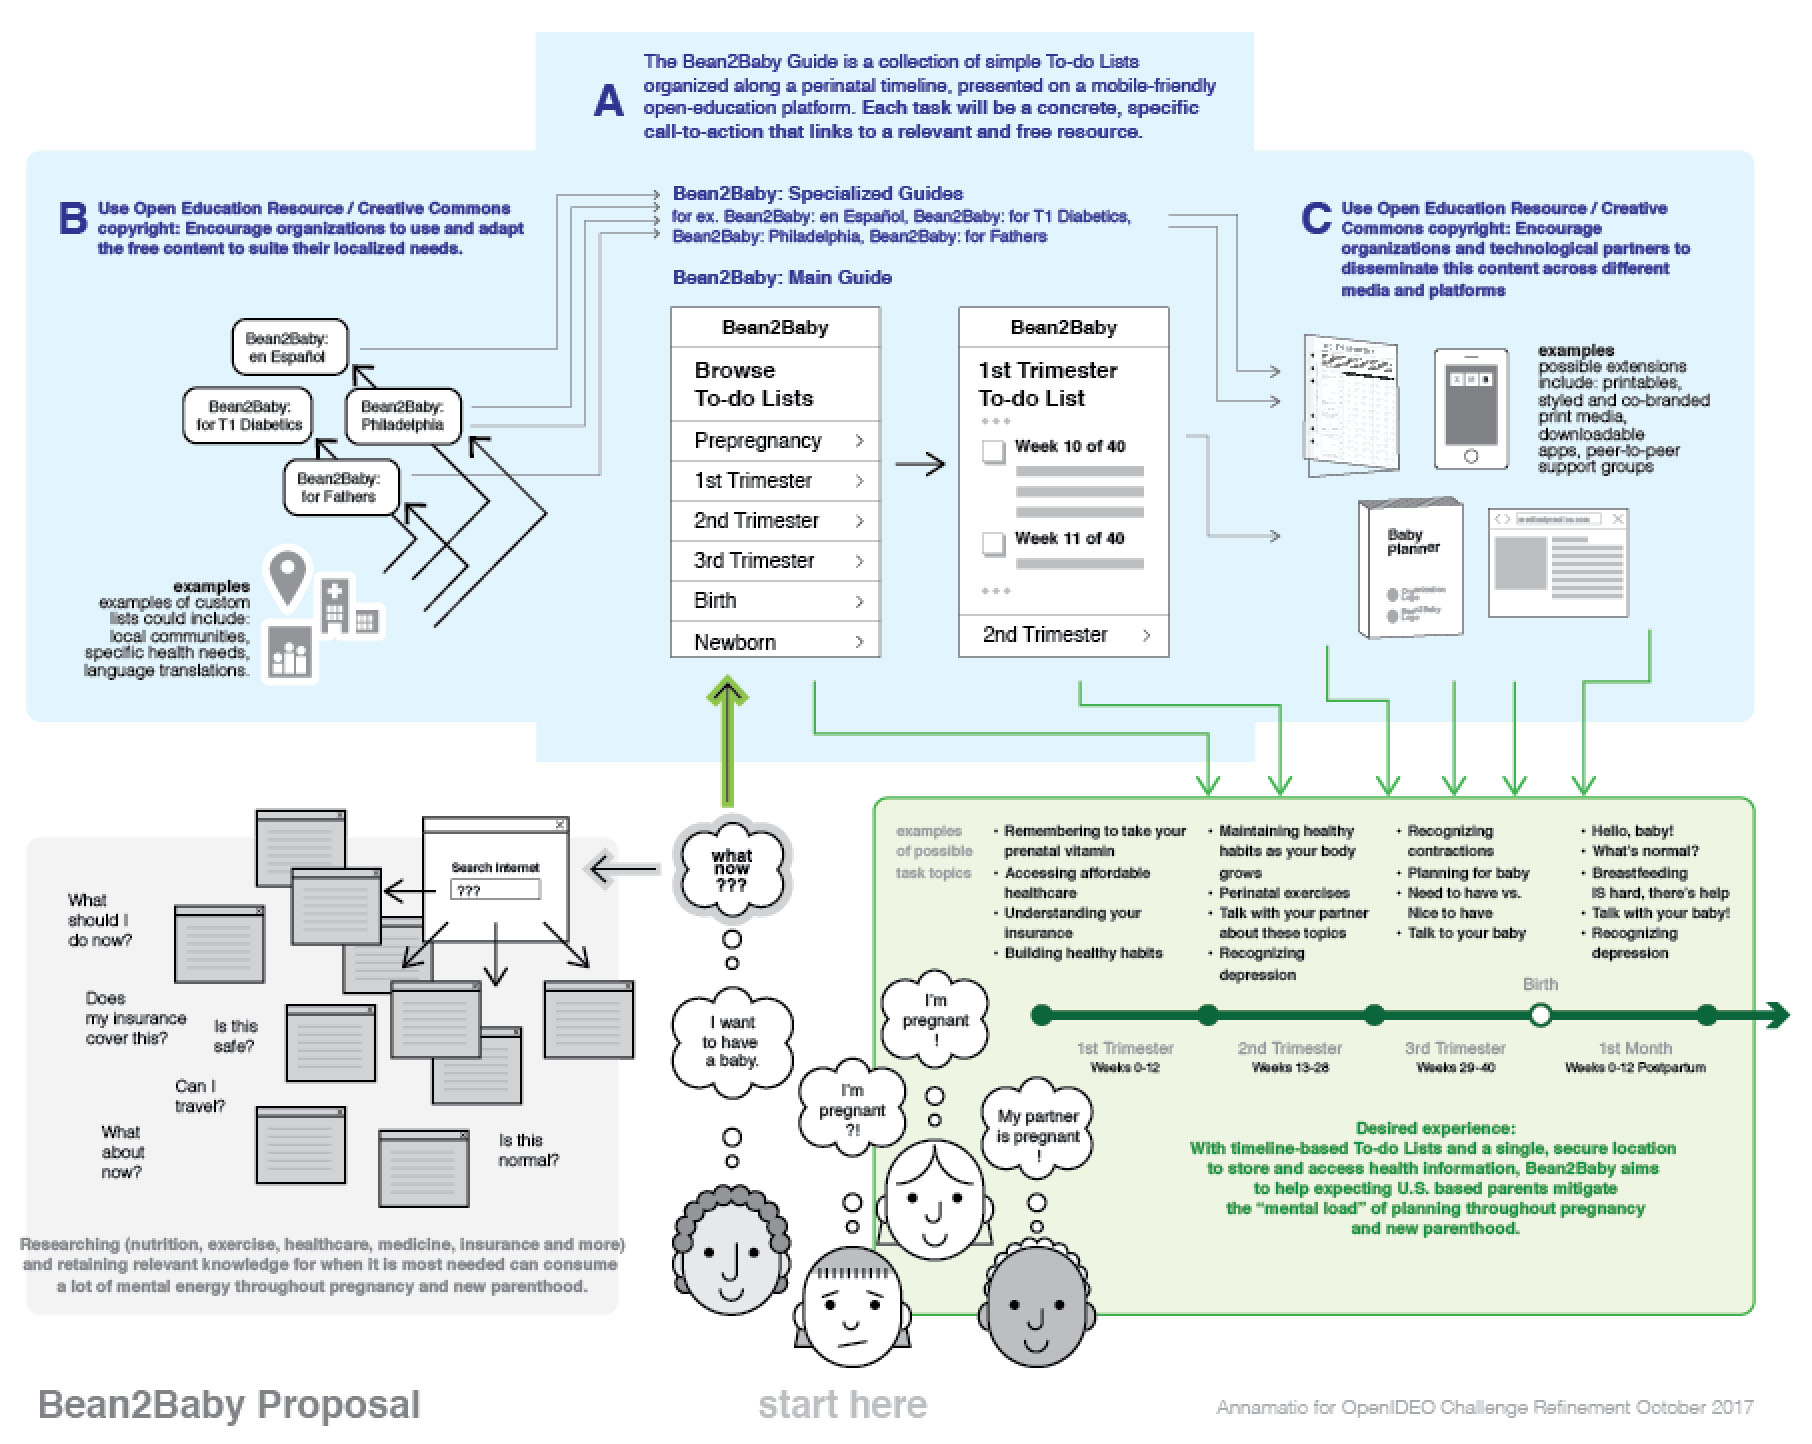 A
The Bean2Baby Guide is a collection of simple To-do Lists
organized along a perinatal timeline, presented on a mobile-friendly
open-education platform. Each task will be a concrete, specific
call-to-action that links to a relevant and free resource.
B
Use Open Education Resource / Creative Commons
copyright: Encourage organizations to use and adapt
the free content to suite their localized needs.
Bean2Baby: Specialized Guides
for ex. Bean2Baby: en Español, Bean2Baby: for T1 Diabetics,
Bean2Baby: Philadelphia, Bean2Baby: for Fathers
Bean2Baby: Main Guide
C
Use Open Education Resource / Creative
Commons copyright: Encourage
organizations and technological partners to
disseminate this content across different
media and platforms
Bean2Baby:
en Español
Bean2Baby:
for T1 Diabetics
Bean2Baby:
Philadelphia
Bean2Baby:
for Fathers
examples
examples of custom
lists could include:
local communities,
specific health needs,
language translations.
Bean2Baby
Browse
To-do Lists
Prepregnancy
1st Trimester
2nd Trimester
3rd Trimester
Birth
Newborn
Bean2Baby
1st Trimester
To-do List
Week 10 of 40
Week 11 of 40
2nd Trimester
examples
possible extensions
include: printables,
styled and co-branded
print media,
downloadable
apps, peer-to-peer
support groups
Baby
Planner
Search Internet
???
What
should I
do now?
Does
my insurance
cover this?
Is this
safe?
Can I
travel?
What
about
now?
Is this
normal?
Researching (nutrition, exercise, healthcare, medicine, insurance and more)
and retaining relevant knowledge for when it is most needed can consume
a lot of mental energy throughout pregnancy and new parenthood.
what
now
???
I want
to have
a baby.
I'm
pregnant
?!
I'm
pregnant
!
My partner
is pregnant
!
examples
of possible
task topics
• Remembering to take your
prenatal vitamin
• Accessing affordable
healthcare
• Understanding your
insurance
• Building healthy habits
• Maintaining healthy
habits as your body
grows
• Perinatal exercises
• Talk with your partner
about these topics
• Recognizing
depression
• Recognizing
contractions
• Planning for baby
• Need to have vs.
Nice to have
• Talk to your baby
• Hello, baby!
• What's normal?
• Breastfeeding
IS hard, there's help
• Talk with your baby!
• Recognizing
depression
Birth
1st Trimester
Weeks 0-12
2nd Trimester
Weeks 13-28
3rd Trimester
Weeks 29-40
1st Month
Weeks 0-12 Postpartum
Desired experience:
With timeline-based To-do Lists and a single, secure location
to store and access health information, Bean2Baby aims
to help expecting U.S. based parents mitigate
the “mental load” of planning throughout pregnancy
and new parenthood.
Bean2Baby Proposal
start here
Annamatio for OpenIDEO Challenge Refinement October 2017